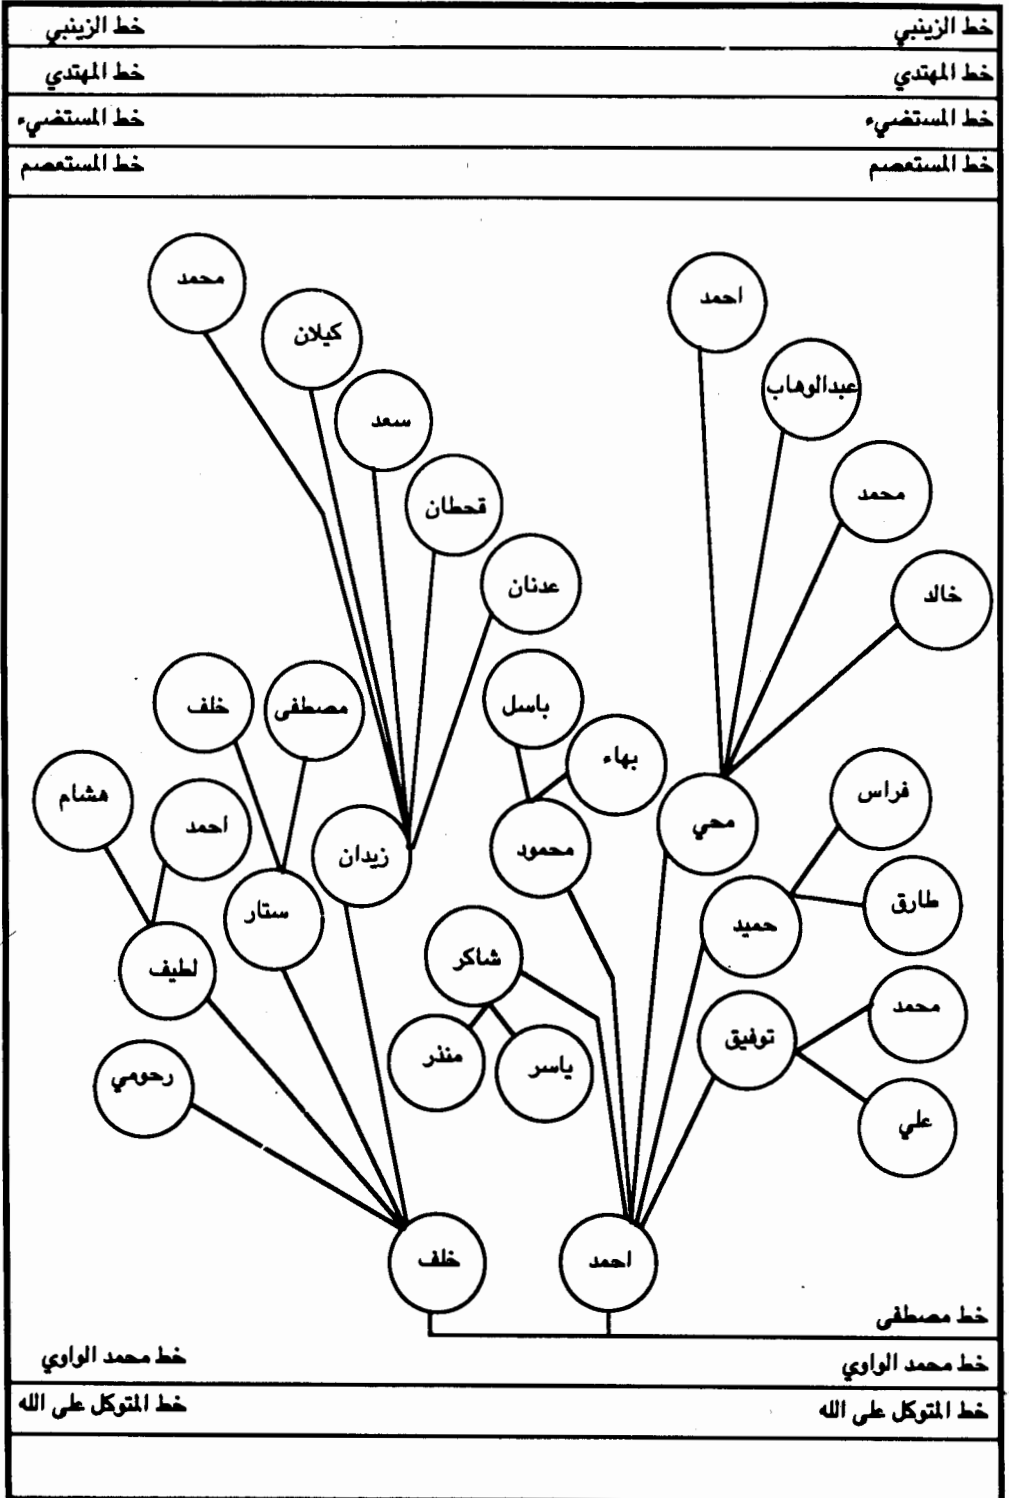 خط الزينبي خط الزينبي
خط المهتدي خط المهتدي
خط المستضيء خط المستضيء
خط المستعصم خط المستعصم
احمد
عبدالوهاب
محمد
خالد
محمد
كيلان
سعد
قحطان
عدنان
باسل
بهاء
محمود
محي
فراس
طارق
حميد
محمد
علي
توفيق
شاكر
ياسر
منذر
زيدان
مصطفى
خلف
ستار
احمد
هشام
لطيف
رحومي
احمد
خلف
خط مصطفى
خط محمد الواوي خط محمد الواوي
خط المتوكل على الله خط المتوكل على الله